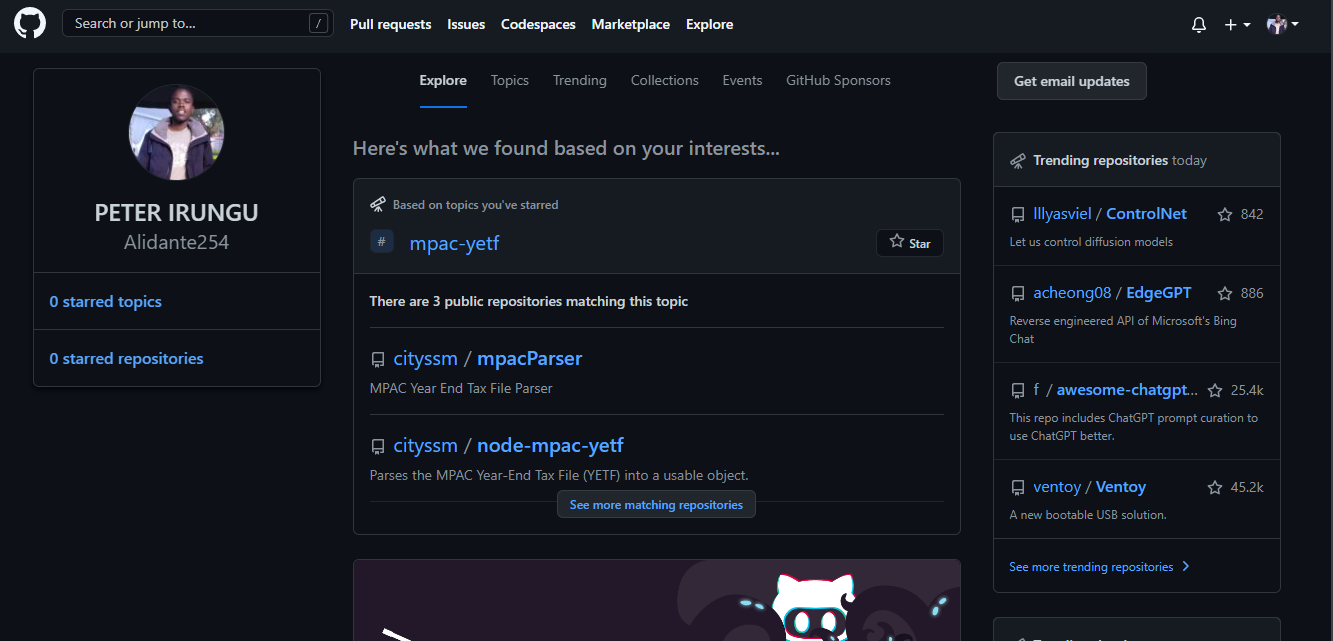 Search or jump to... /
Pull requests Issues Codespaces Marketplace Explore
PETER IRUNGU
Alidante254
0 starred topics
0 starred repositories
Explore Topics Trending Collections Events GitHub Sponsors
Here's what we found based on your interests...
Based on topics you've starred
# mpac-yetf
Star
There are 3 public repositories matching this topic
cityssm / mpacParser
MPAC Year End Tax File Parser
cityssm / node-mpac-yetf
Parses the MPAC Year-End Tax File (YETF) into a usable object.
See more matching repositories
Get email updates
Trending repositories today
lllyasviel / ControlNet 842
Let us control diffusion models
acheong08 / EdgeGPT 886
Reverse engineered API of Microsoft's Bing
Chat
f / awesome-chatgpt... 25.4k
This repo includes ChatGPT prompt curation to
use ChatGPT better.
ventoy / Ventoy 45.2k
A new bootable USB solution.
See more trending repositories